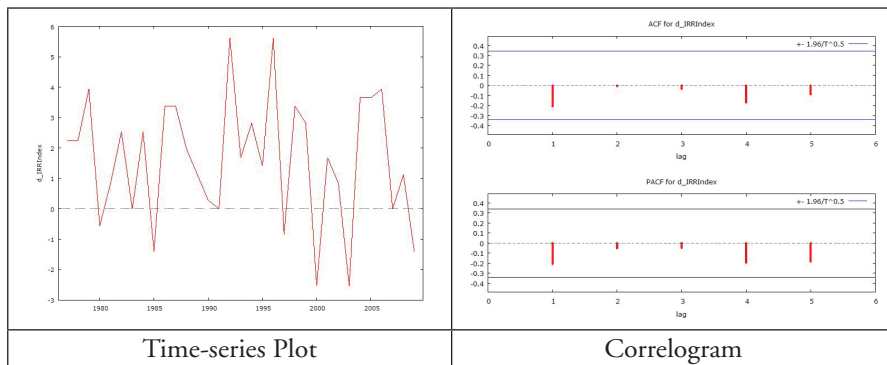 6
5
4
3
2
1
0
-1
-2
-3
d_IRRIndex
1980 1985 1990 1995 2000 2005
Time-series Plot
ACF for d_IRRIndex
+- 1.96/T^0.5
0.4
0.3
0.2
0.1
0
-0.1
-0.2
-0.3
-0.4
0 1 2 3 4 5 6
lag
PACF for d_IRRIndex
+- 1.96/T^0.5
0.4
0.3
0.2
0.1
0
-0.1
-0.2
-0.3
-0.4
0 1 2 3 4 5 6
lag
Correlogram